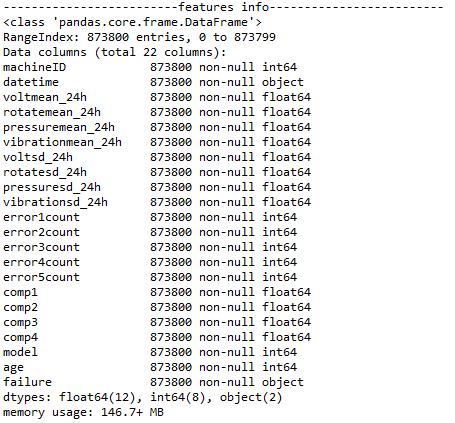 ---------------------------features info---------------------------
<class 'pandas.core.frame.DataFrame'>
RangeIndex: 873800 entries, 0 to 873799
Data columns (total 22 columns):
machineID            873800 non-null int64
datetime             873800 non-null object
voltmean_24h         873800 non-null float64
rotatemean_24h       873800 non-null float64
pressuremean_24h     873800 non-null float64
vibrationmean_24h    873800 non-null float64
voltsd_24h           873800 non-null float64
rotatesd_24h         873800 non-null float64
pressuresd_24h       873800 non-null float64
vibrationsd_24h      873800 non-null float64
error1count          873800 non-null int64
error2count          873800 non-null int64
error3count          873800 non-null int64
error4count          873800 non-null int64
error5count          873800 non-null int64
comp1                873800 non-null float64
comp2                873800 non-null float64
comp3                873800 non-null float64
comp4                873800 non-null float64
model                873800 non-null int64
age                  873800 non-null int64
failure              873800 non-null object
dtypes: float64(12), int64(8), object(2)
memory usage: 146.7+ MB